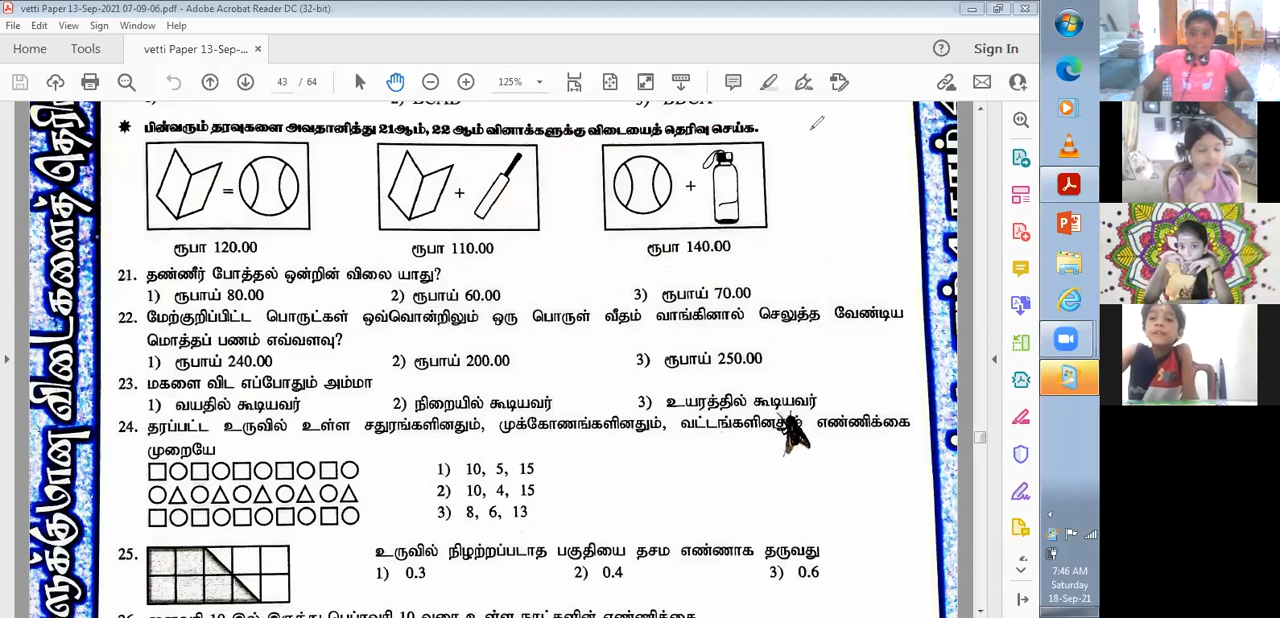 vetti Paper 13-Sep-2021 07-09-06.pdf - Adobe Acrobat Reader DC (32-bit)
File Edit View Sign Window Help
Home Tools vetti Paper 13-Sep-... × Sign In
43 / 64 125%
✶ பின்வரும் தரவுகளை அவதானித்து 21ஆம், 22 ஆம் வினாக்களுக்கு விடையைத் தெரிவு செய்க.
= + +
ரூபா 120.00 ரூபா 110.00 ரூபா 140.00
21. தண்ணீர் போத்தல் ஒன்றின் விலை யாது?
1) ரூபாய் 80.00 2) ரூபாய் 60.00 3) ரூபாய் 70.00
22. மேற்குறிப்பிட்ட பொருட்கள் ஒவ்வொன்றிலும் ஒரு பொருள் வீதம் வாங்கினால் செலுத்த வேண்டிய
மொத்தப் பணம் எவ்வளவு?
1) ரூபாய் 240.00 2) ரூபாய் 200.00 3) ரூபாய் 250.00
23. மகளை விட எப்போதும் அம்மா
1) வயதில் கூடியவர் 2) நிறையில் கூடியவர் 3) உயரத்தில் கூடியவர்
24. தரப்பட்ட உருவில் உள்ள சதுரங்களினதும், முக்கோணங்களினதும், எண்ணிக்கை
முறையே
1) 10, 5, 15
2) 10, 4, 15
3) 8, 6, 13
25. உருவில் நிழற்றப்படாத பகுதியை தசம எண்ணாக தருவது
1) 0.3 2) 0.4 3) 0.6
7:46 AM
Saturday
18-Sep-21